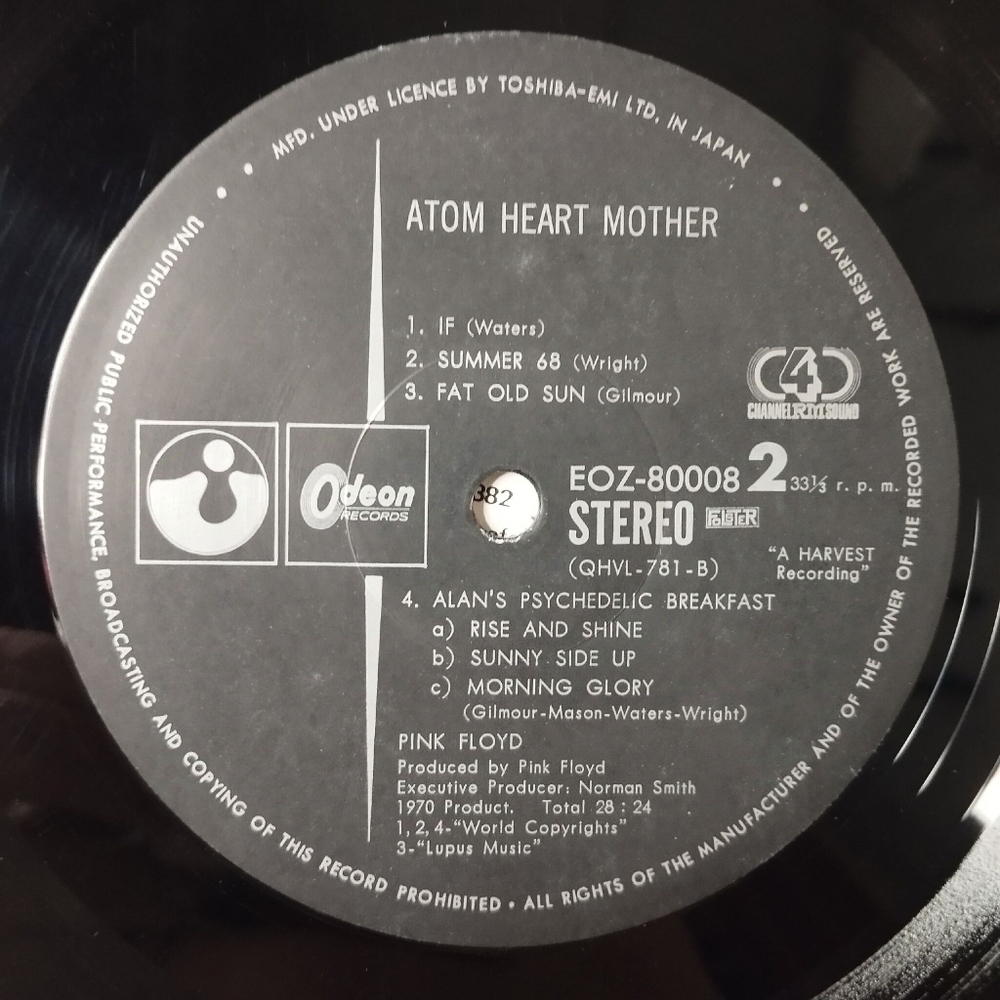 MFD. UNDER LICENCE BY TOSHIBA-EMI LTD. IN JAPAN
ATOM HEART MOTHER
1. IF (Waters)
2. SUMMER 68 (Wright)
3. FAT OLD SUN (Gilmour)
4
CHANNEL RM SOUND
Odeon
RECORDS
382
EOZ-80008 2 33⅓ r. p. m.
STEREO
(QHVL-781-B)
"A HARVEST
Recording"
4. ALAN'S PSYCHEDELIC BREAKFAST
a) RISE AND SHINE
b) SUNNY SIDE UP
c) MORNING GLORY
(Gilmour-Mason-Waters-Wright)
PINK FLOYD
Produced by Pink Floyd
Executive Producer: Norman Smith
1970 Product. Total 28 : 24
1, 2, 4-"World Copyrights"
3-"Lupus Music"
UNAUTHORIZED PUBLIC PERFORMANCE, BROADCASTING AND COPYING OF THIS RECORD PROHIBITED • ALL RIGHTS OF THE MANUFACTURER AND OF THE OWNER OF THE RECORDED WORK ARE RESERVED